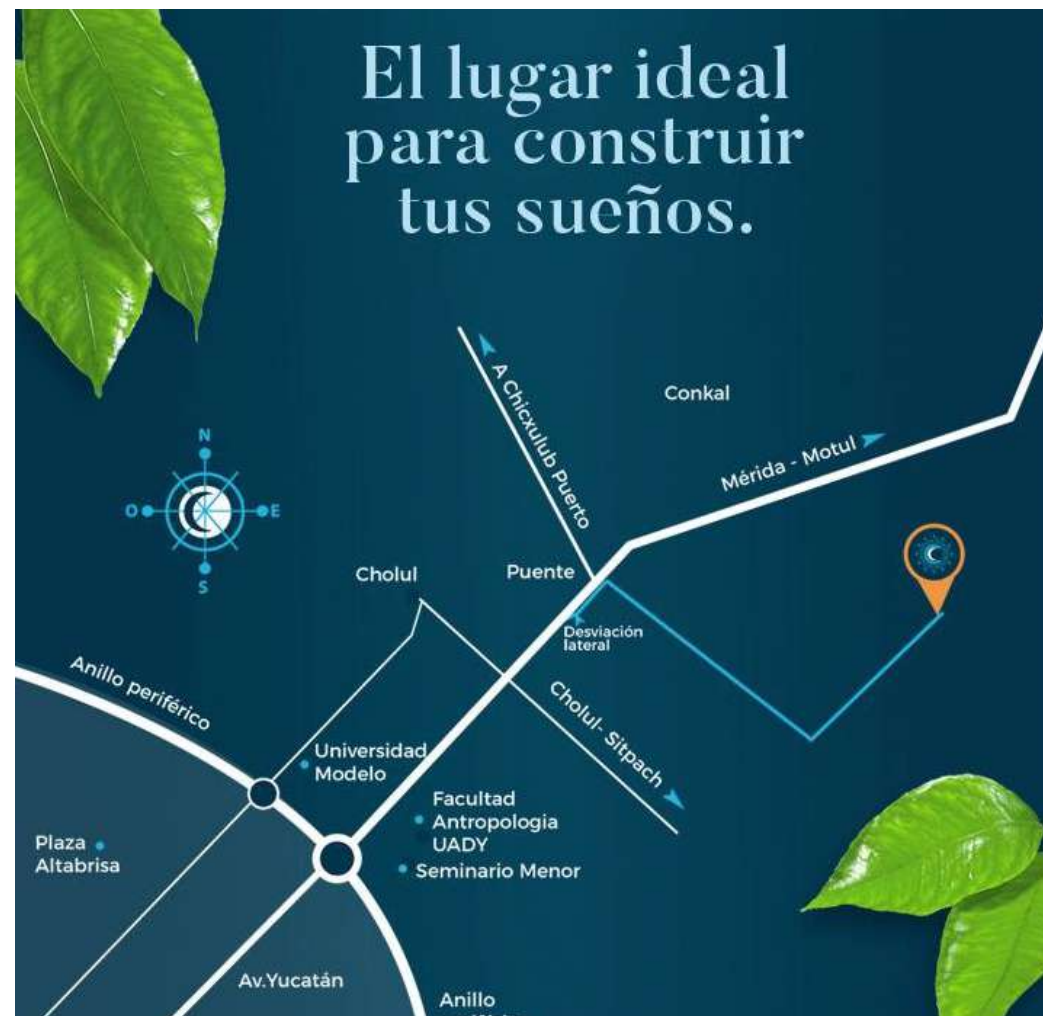 El lugar ideal
para construir
tus sueños.
A Chicxulub Puerto
Conkal
Mérida - Motul
N
O
E
S
Cholul
Puente
Desviación
lateral
Anillo periférico
Cholul- Sitpach
Universidad
Modelo
Facultad
Antropologia
UADY
Seminario Menor
Plaza
Altabrisa
Av.Yucatán
Anillo